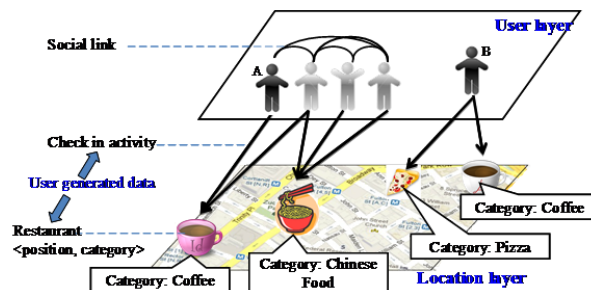 User layer
Social link
A
B
Check in activity
User generated data
Restaurant
<position, category>
Category: Coffee
Category: Chinese
Food
Category: Pizza
Category: Coffee
Location layer